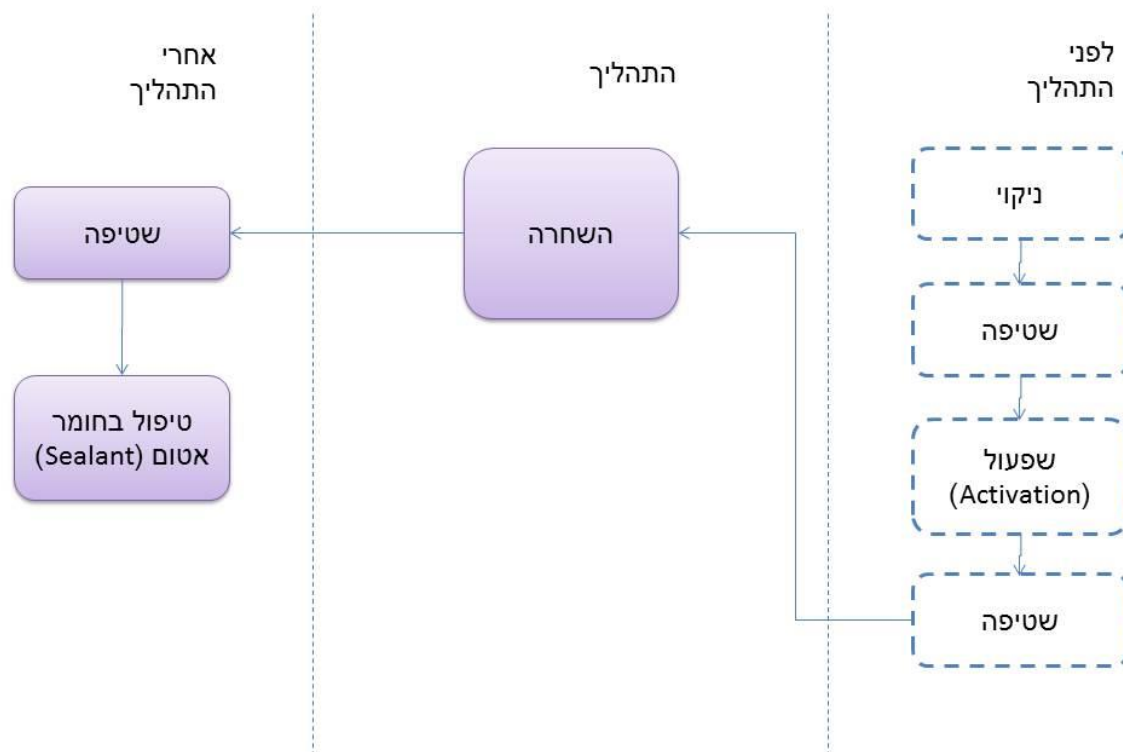 לפני
התהליך
ניקוי
שטיפה
שפעול
(Activation)
שטיפה
התהליך
השחרה
אחרי
התהליך
שטיפה
טיפול בחומר
אטום (Sealant)